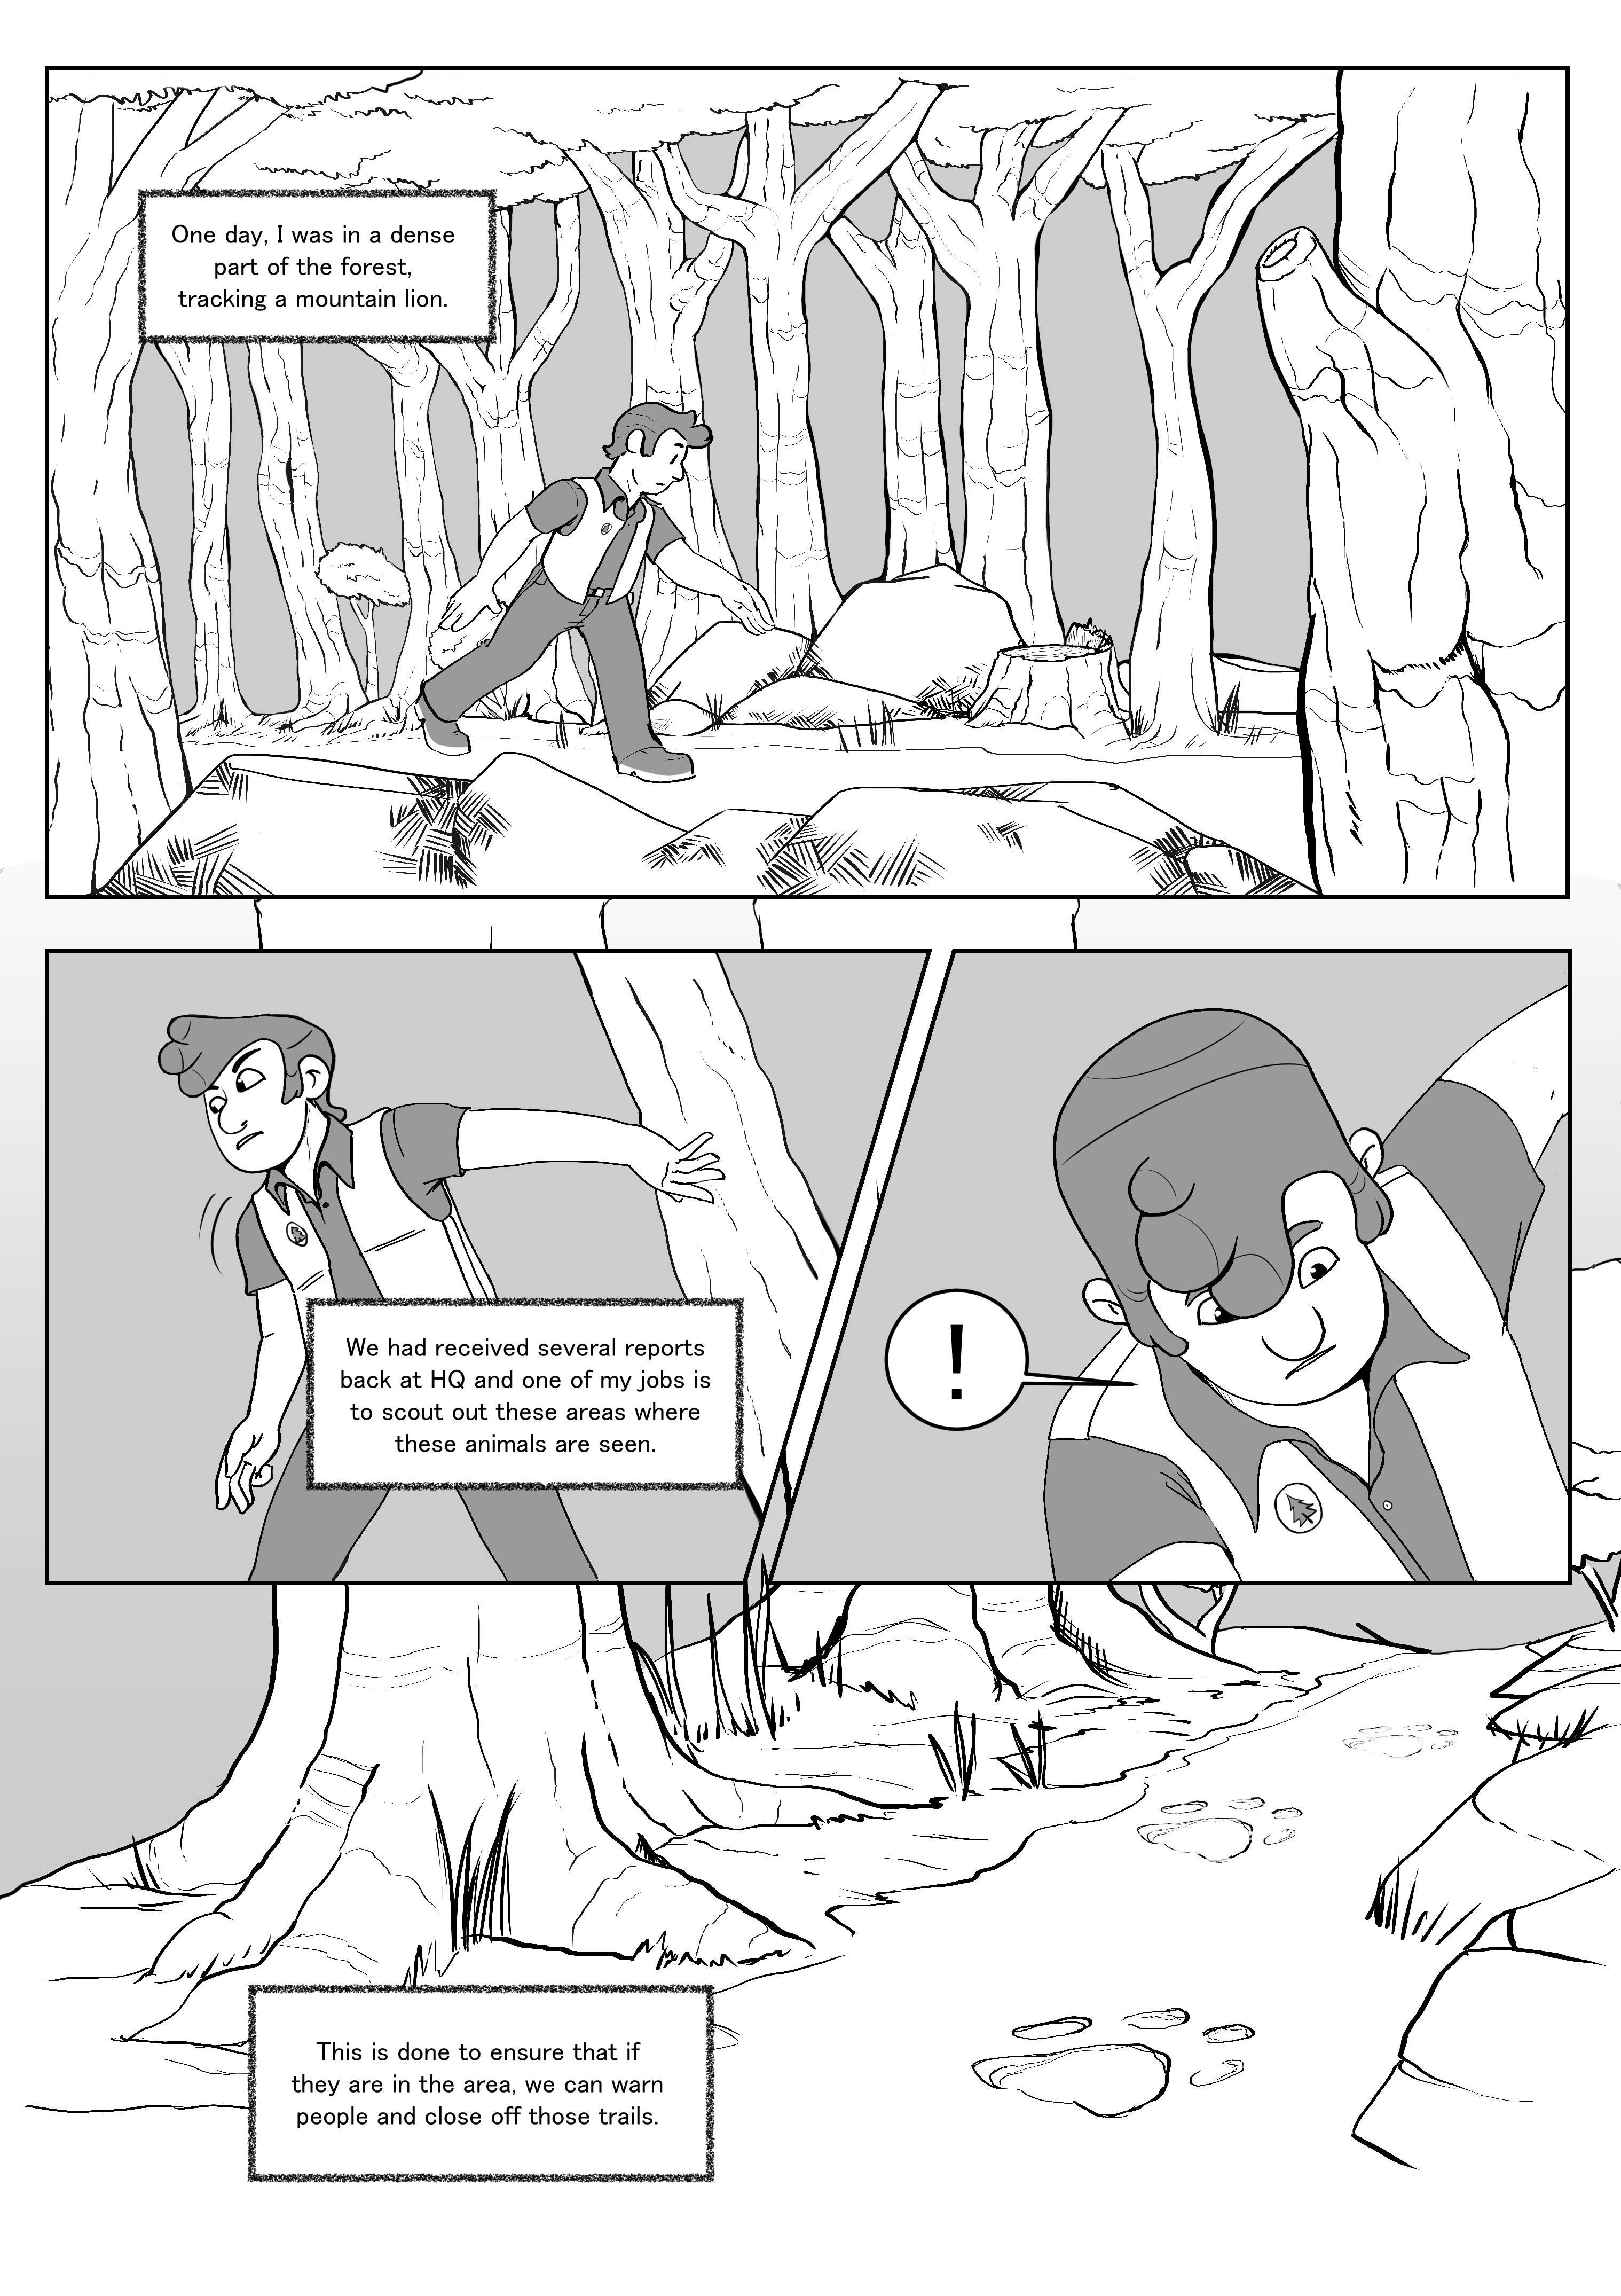 One day, I was in a dense
part of the forest,
tracking a mountain lion.
We had received several reports
back at HQ and one of my jobs is
to scout out these areas where
these animals are seen.
!
This is done to ensure that if
they are in the area, we can warn
people and close off those trails.